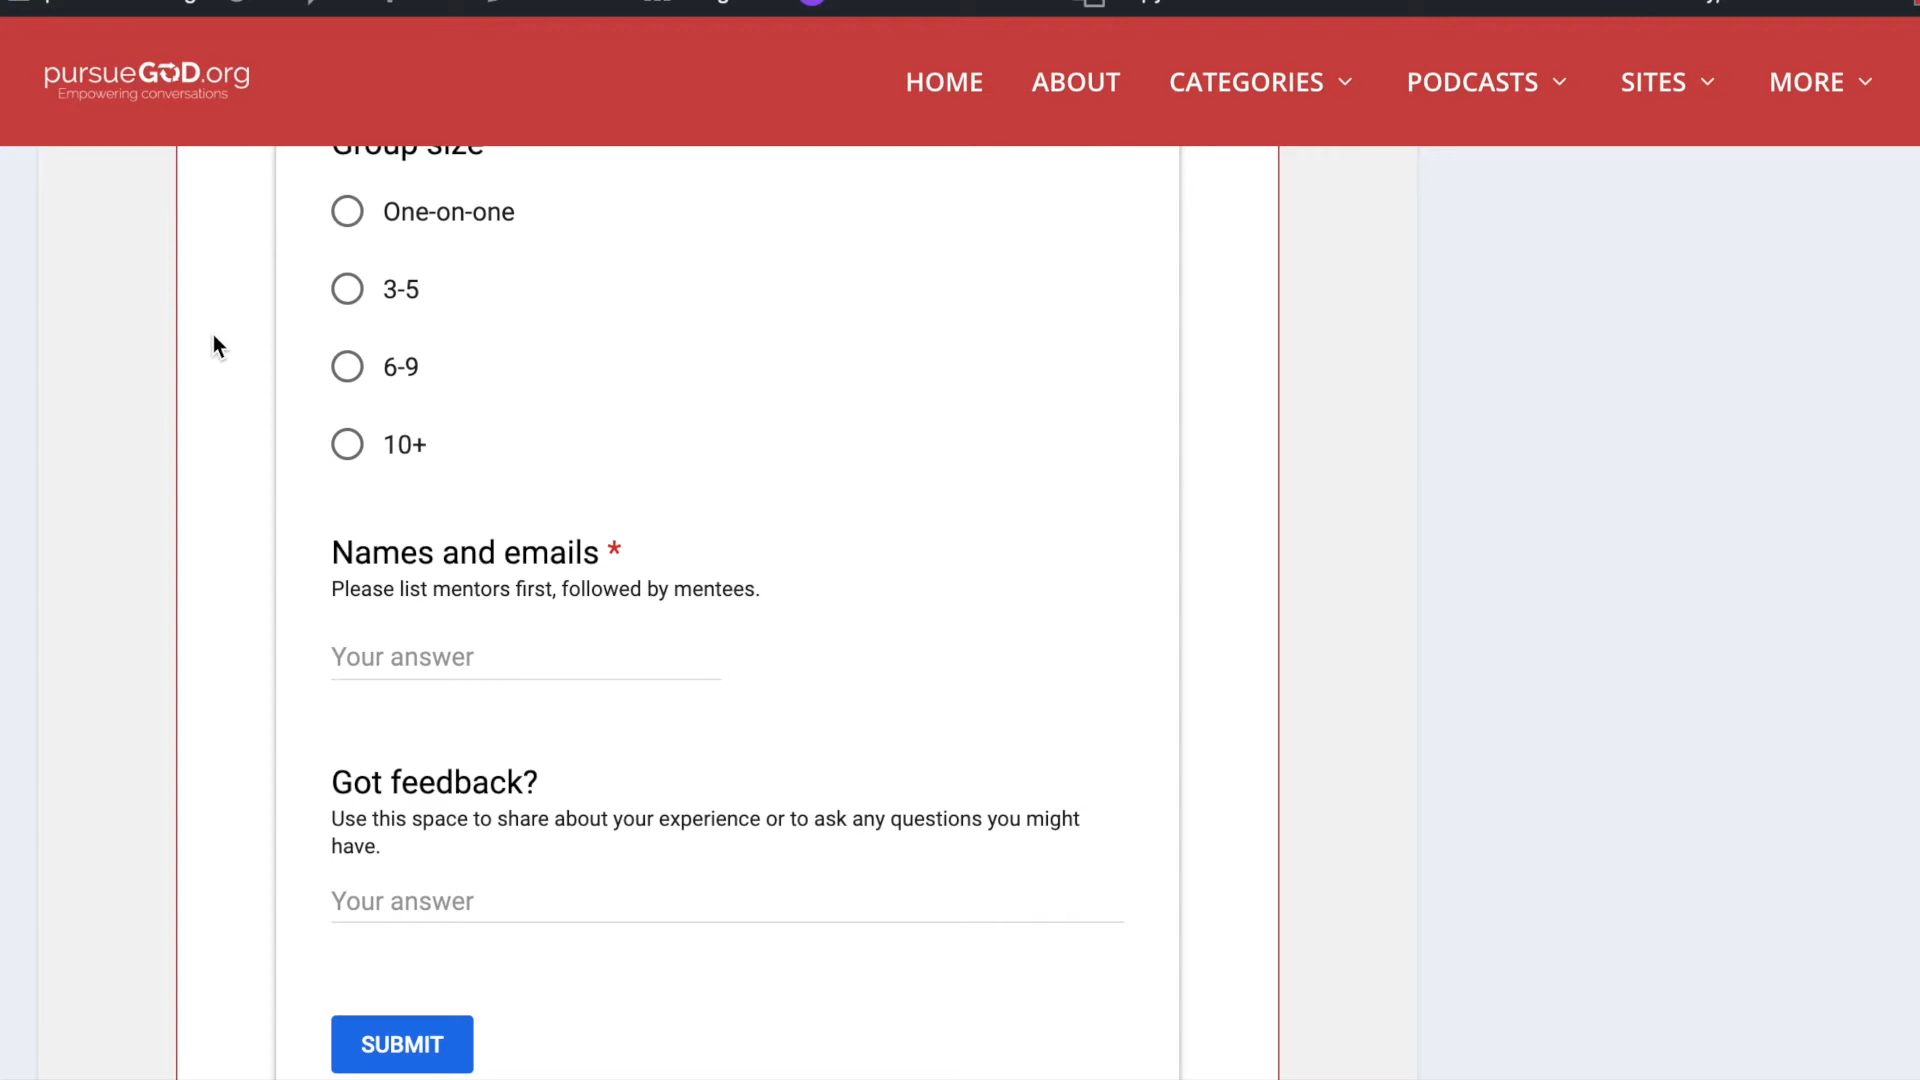 pursueGOD.org
Empowering conversations
HOME ABOUT CATEGORIES PODCASTS SITES MORE
Group size
One-on-one
3-5
6-9
10+
Names and emails *
Please list mentors first, followed by mentees.
Your answer
Got feedback?
Use this space to share about your experience or to ask any questions you might
have.
Your answer
SUBMIT